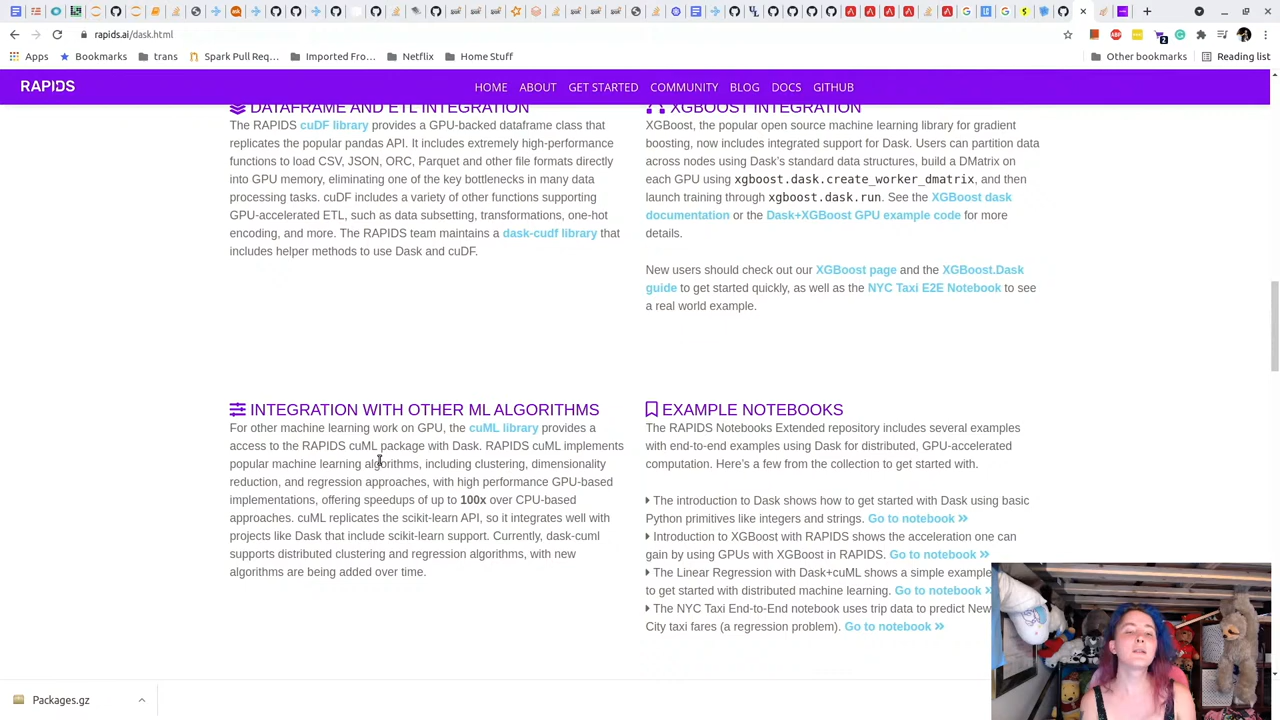 rapids.ai/dask.html
Apps
Bookmarks
trans
Spark Pull Req...
Imported Fro...
Netflix
Home Stuff
Other bookmarks
Reading list
RAPIDS
HOME ABOUT GET STARTED COMMUNITY BLOG DOCS GITHUB
DATAFRAME AND ETL INTEGRATION
The RAPIDS cuDF library provides a GPU-backed dataframe class that
replicates the popular pandas API. It includes extremely high-performance
functions to load CSV, JSON, ORC, Parquet and other file formats directly
into GPU memory, eliminating one of the key bottlenecks in many data
processing tasks. cuDF includes a variety of other functions supporting
GPU-accelerated ETL, such as data subsetting, transformations, one-hot
encoding, and more. The RAPIDS team maintains a dask-cudf library that
includes helper methods to use Dask and cuDF.
XGBOOST INTEGRATION
XGBoost, the popular open source machine learning library for gradient
boosting, now includes integrated support for Dask. Users can partition data
across nodes using Dask's standard data structures, build a DMatrix on
each GPU using xgboost.dask.create_worker_dmatrix, and then
launch training through xgboost.dask.run. See the XGBoost dask
documentation or the Dask+XGBoost GPU example code for more
details.
New users should check out our XGBoost page and the XGBoost.Dask
guide to get started quickly, as well as the NYC Taxi E2E Notebook to see
a real world example.
INTEGRATION WITH OTHER ML ALGORITHMS
For other machine learning work on GPU, the cuML library provides a
access to the RAPIDS cuML package with Dask. RAPIDS cuML implements
popular machine learning algorithms, including clustering, dimensionality
reduction, and regression approaches, with high performance GPU-based
implementations, offering speedups of up to 100x over CPU-based
approaches. cuML replicates the scikit-learn API, so it integrates well with
projects like Dask that include scikit-learn support. Currently, dask-cuml
supports distributed clustering and regression algorithms, with new
algorithms are being added over time.
EXAMPLE NOTEBOOKS
The RAPIDS Notebooks Extended repository includes several examples
with end-to-end examples using Dask for distributed, GPU-accelerated
computation. Here's a few from the collection to get started with.
The introduction to Dask shows how to get started with Dask using basic
Python primitives like integers and strings. Go to notebook
Introduction to XGBoost with RAPIDS shows the acceleration one can
gain by using GPUs with XGBoost in RAPIDS. Go to notebook
The Linear Regression with Dask+cuML shows a simple example
to get started with distributed machine learning. Go to notebook
The NYC Taxi End-to-End notebook uses trip data to predict New
City taxi fares (a regression problem). Go to notebook
Packages.gz